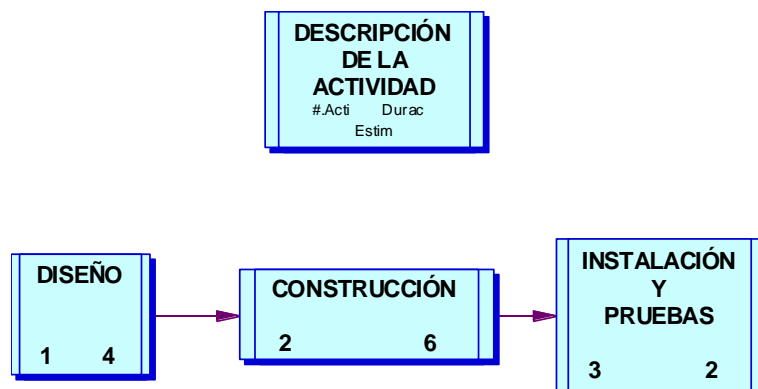 DESCRIPCIÓN
DE LA
ACTIVIDAD
#.Acti Durac
Estim
DISEÑO
1 4
CONSTRUCCIÓN
2 6
INSTALACIÓN
Y
PRUEBAS
3 2